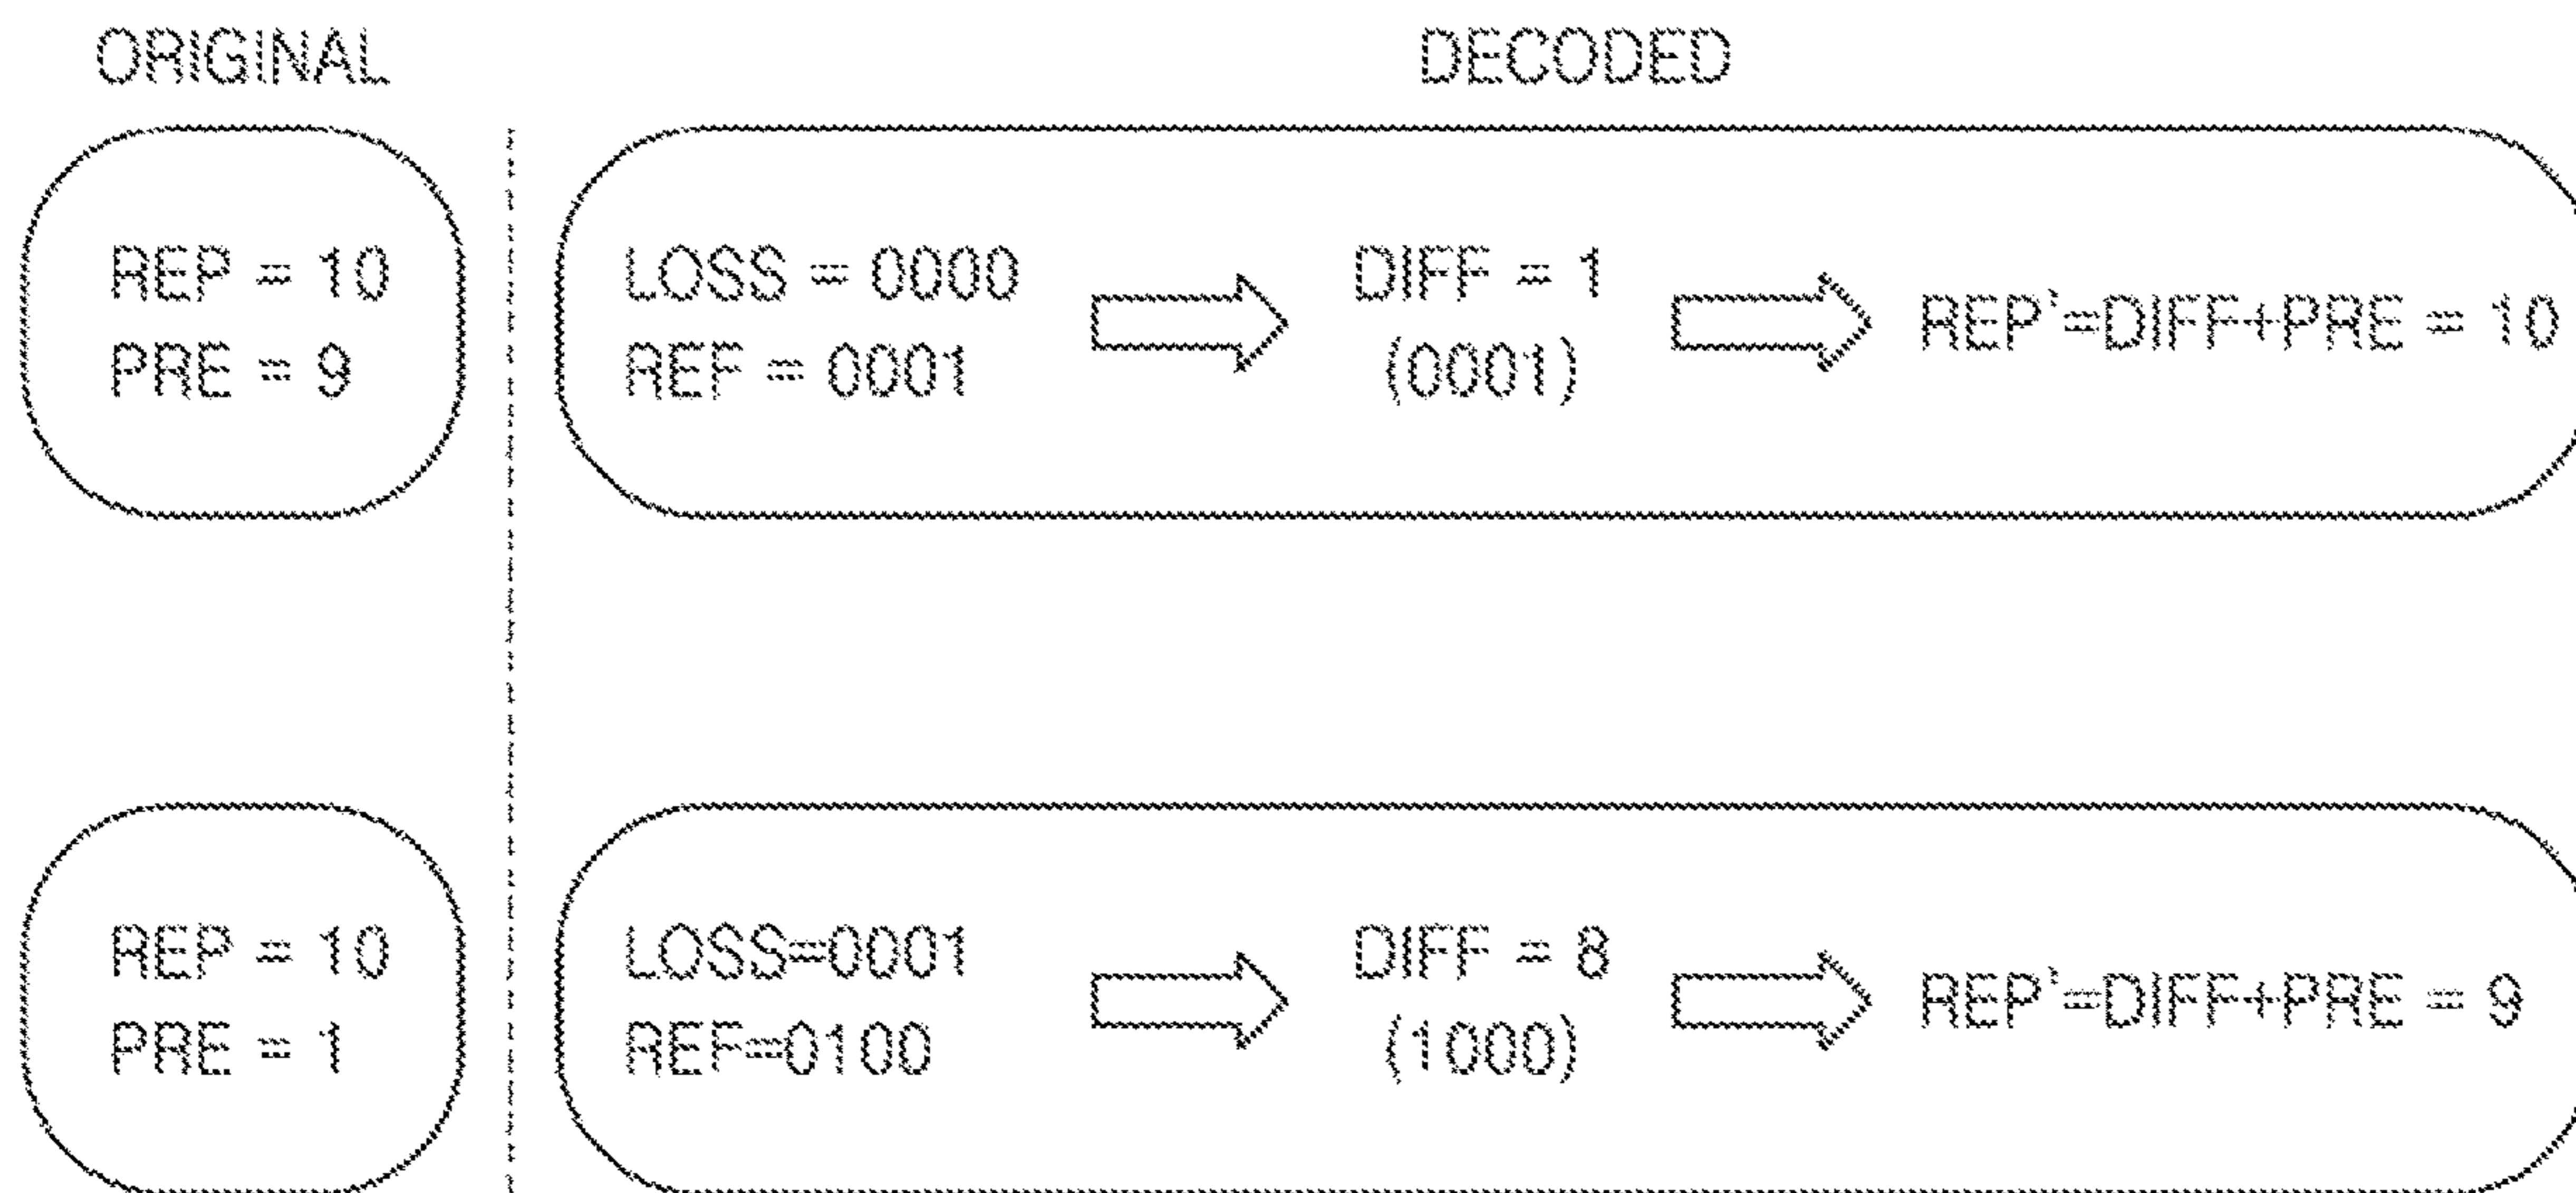 ORIGINAL
DECODED
REP = 10
PRE = 9
LOSS = 0000
REF = 0001
DIFF = 1
(0001)
REP'=DIFF+PRE = 10
REP = 10
PRE = 1
LOSS=0001
REF=0100
DIFF = 8
(1000)
REP'=DIFF+PRE = 9